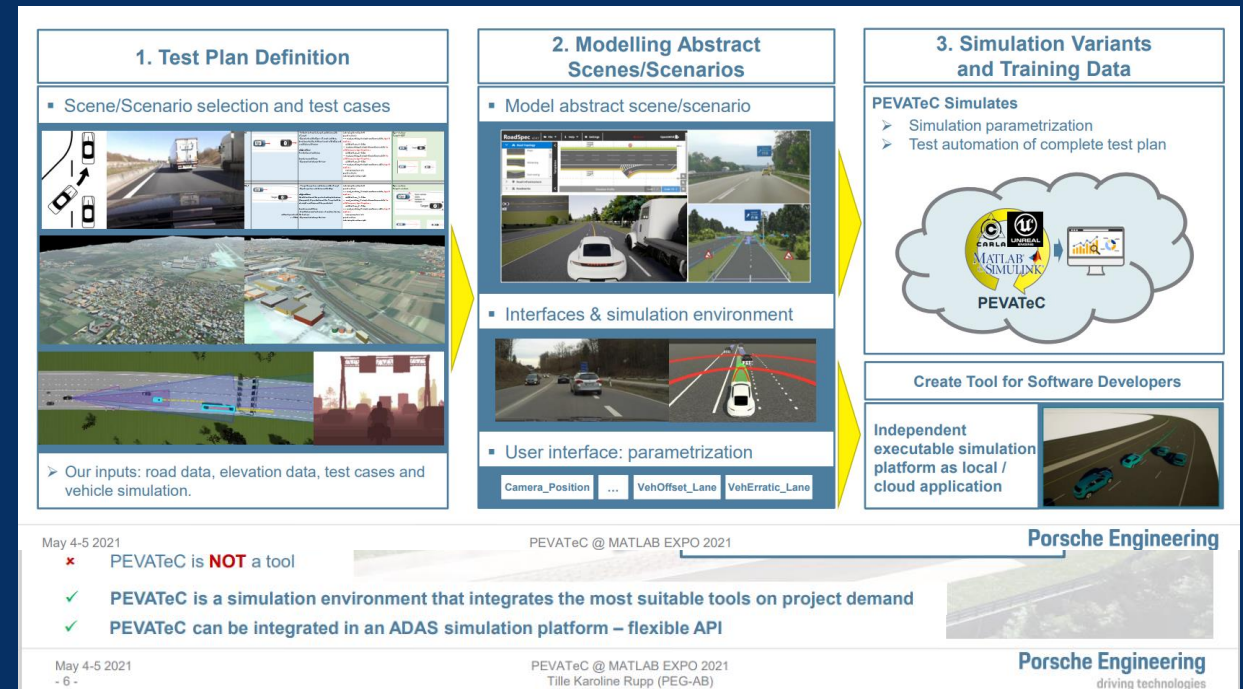 1. Test Plan Definition
▪ Scene/Scenario selection and test cases
➢ Our inputs: road data, elevation data, test cases and
vehicle simulation.
2. Modelling Abstract
Scenes/Scenarios
▪ Model abstract scene/scenario
RoadSpec
▪ Interfaces & simulation environment
▪ User interface: parametrization
Camera_Position
...
VehOffset_Lane
VehErratic_Lane
3. Simulation Variants
and Training Data
PEVATeC Simulates
➢ Simulation parametrization
➢ Test automation of complete test plan
CARLA
UNREAL
ENGINE
MATLAB
SIMULINK
PEVATeC
Create Tool for Software Developers
Independent
executable simulation
platform as local /
cloud application
May 4-5 2021
PEVATeC @ MATLAB EXPO 2021
Porsche Engineering
× PEVATeC is NOT a tool
✓ PEVATeC is a simulation environment that integrates the most suitable tools on project demand
✓ PEVATeC can be integrated in an ADAS simulation platform – flexible API
May 4-5 2021
- 6 -
PEVATeC @ MATLAB EXPO 2021
Tille Karoline Rupp (PEG-AB)
Porsche Engineering
driving technologies